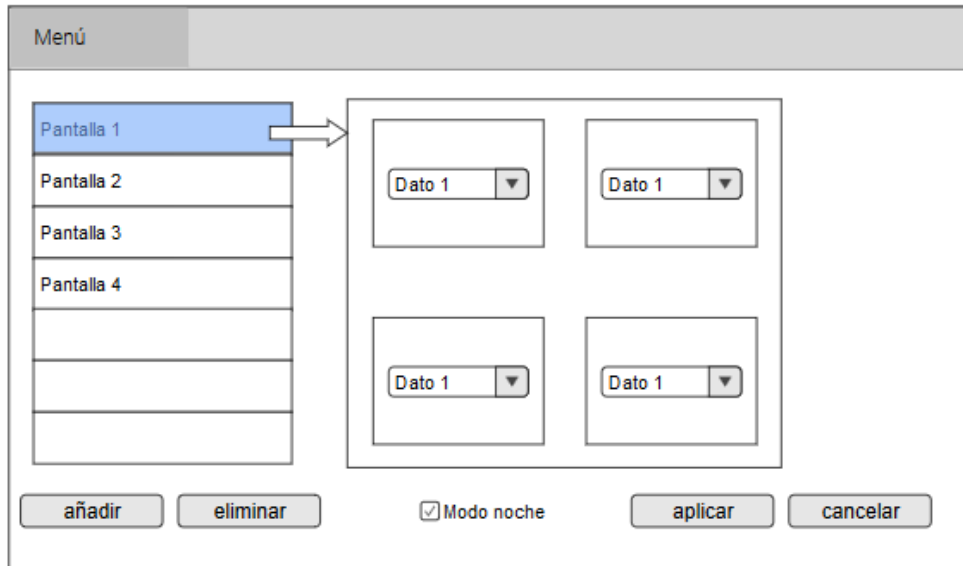 Menú
Pantalla 1
Pantalla 2
Pantalla 3
Pantalla 4
Dato 1
Dato 1
Dato 1
Dato 1
añadir
eliminar
Modo noche
aplicar
cancelar